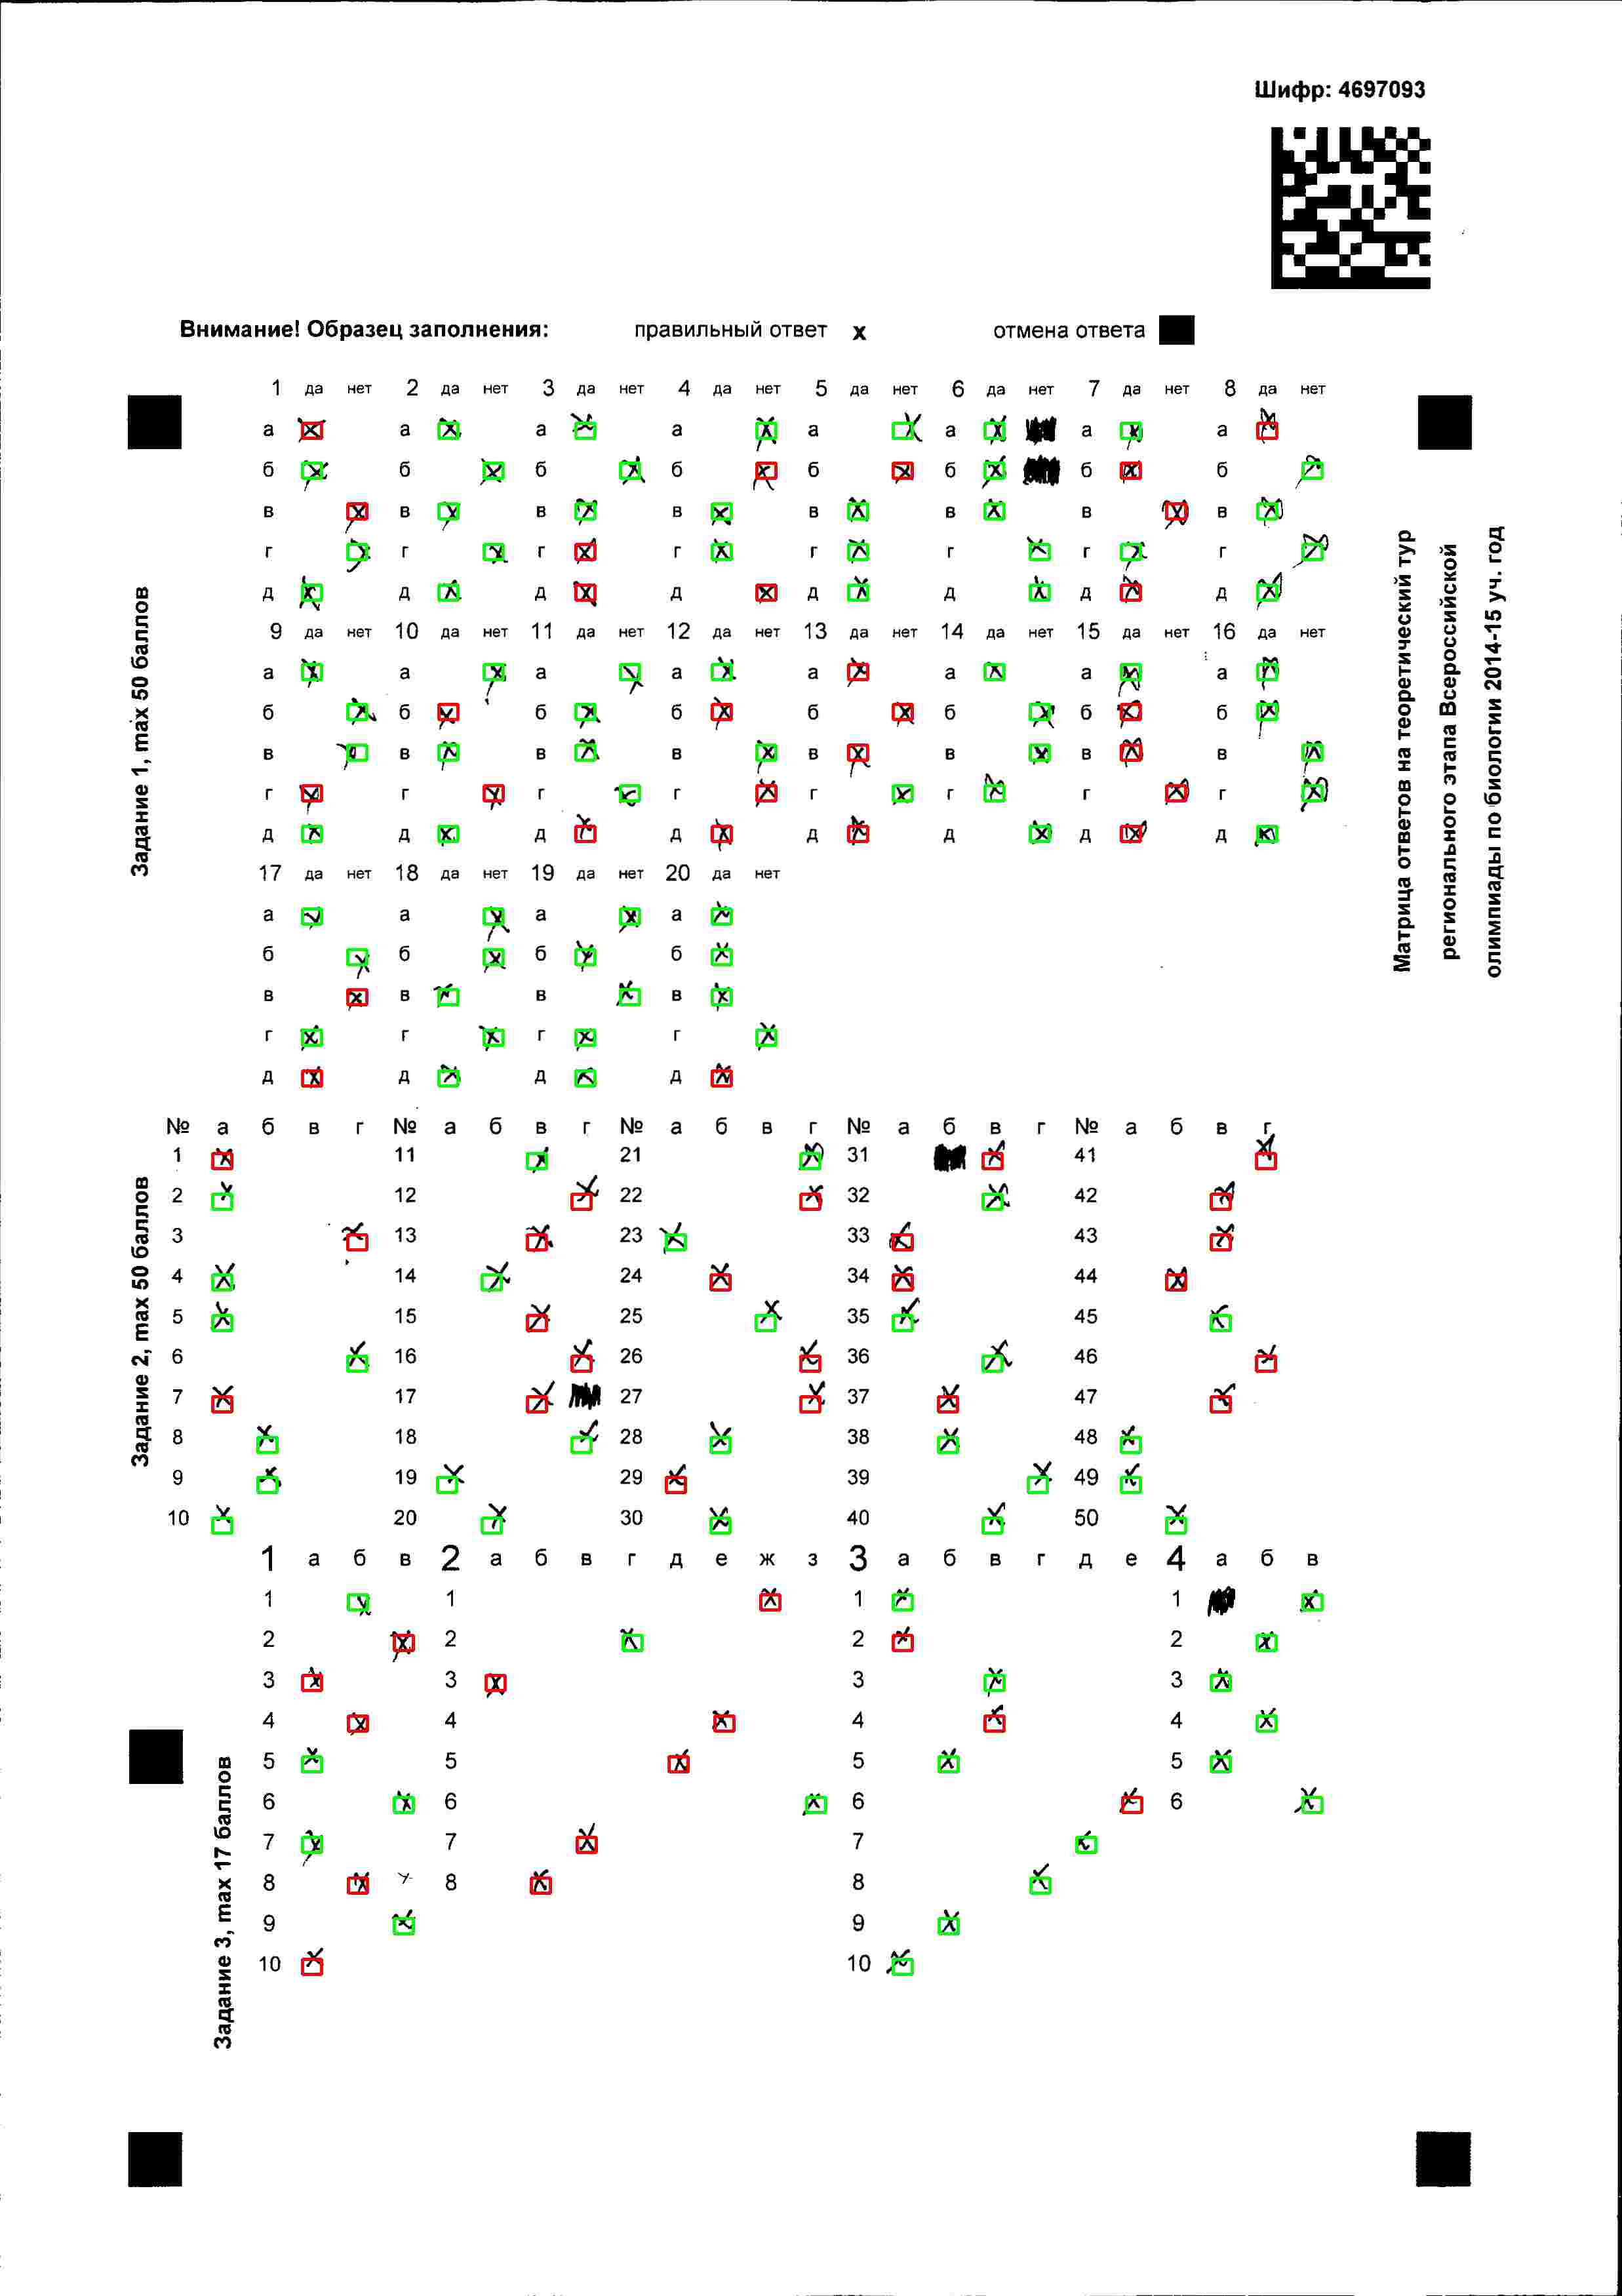 Шифр: 4697093
Внимание! Образец заполнения: правильный ответ x отмена ответа
Матрица ответов на теоретический тур
регионального этапа Всероссийской
олимпиады по биологии 2014-15 уч. год
Задание 1, max 50 баллов
1 да нет 2 да нет 3 да нет 4 да нет 5 да нет 6 да нет 7 да нет 8 да нет
а а а а а а а а
б б б б б б б б
в в в в в в в в
г г г г г г г г
д д д д д д д д
9 да нет 10 да нет 11 да нет 12 да нет 13 да нет 14 да нет 15 да нет 16 да нет
а а а а а а а а
б б б б б б б б
в в в в в в в в
г г г г г г г г
д д д д д д д д
17 да нет 18 да нет 19 да нет 20 да нет
а а а а
б б б б
в в в в
г г г г
д д д д
Задание 2, max 50 баллов
№ а б в г № а б в г № а б в г № а б в г № а б в г
1 11 21 31 41
2 12 22 32 42
3 13 23 33 43
4 14 24 34 44
5 15 25 35 45
6 16 26 36 46
7 17 27 37 47
8 18 28 38 48
9 19 29 39 49
10 20 30 40 50
Задание 3, max 17 баллов
1 а б в 2 а б в г д е ж з 3 а б в г д е 4 а б в
1 1 1 1
2 2 2 2
3 3 3 3
4 4 4 4
5 5 5 5
6 6 6 6
7 7 7
8 8 8
9 9
10 10